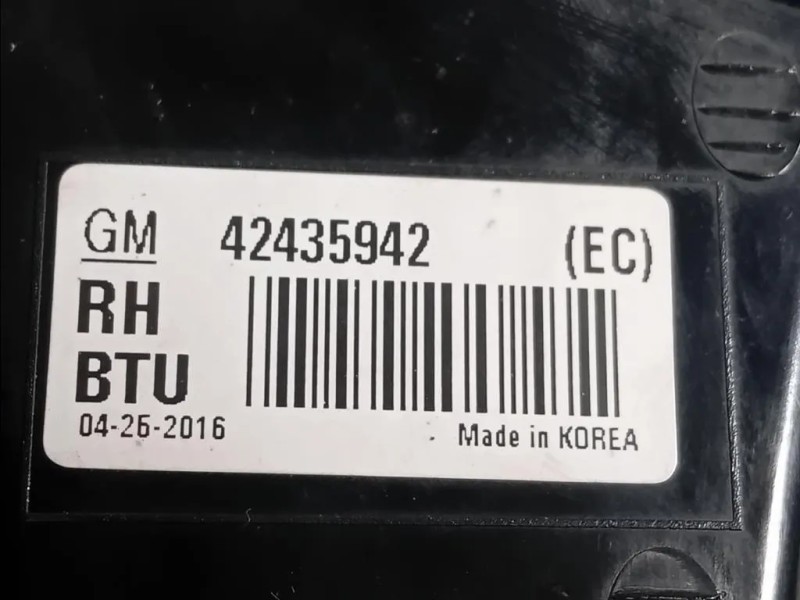 GM 42435942 (EC)
RH
BTU
04-26-2016 Made in KOREA